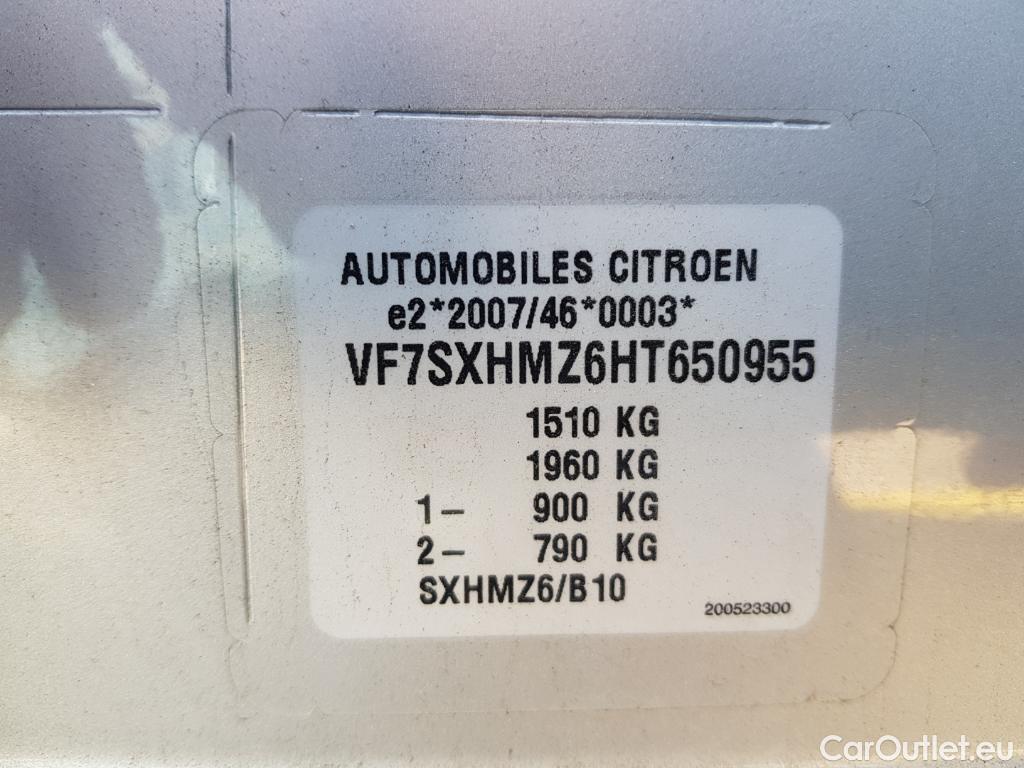 AUTOMOBILES CITROEN
e2*2007/46*0003*
VF7SXHMZ6HT650955
1510 KG
1960 KG
1- 900 KG
2- 790 KG
SXHMZ6/B10
200523300
CarOutlet.eu